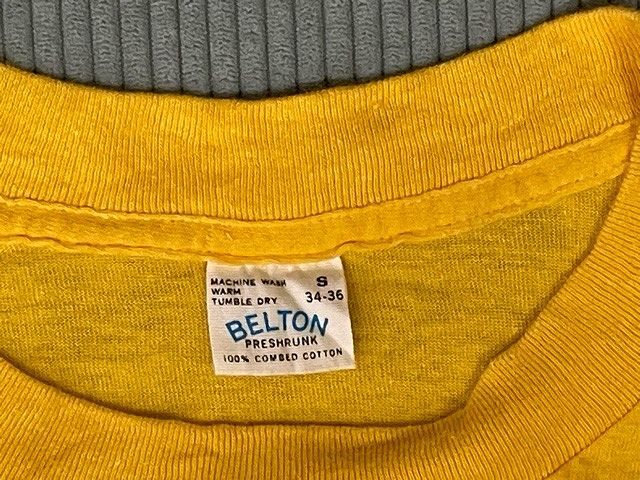 MACHINE WASH
WARM
TUMBLE DRY
S
34-36
BELTON
PRESHRUNK
100% COMBED COTTON